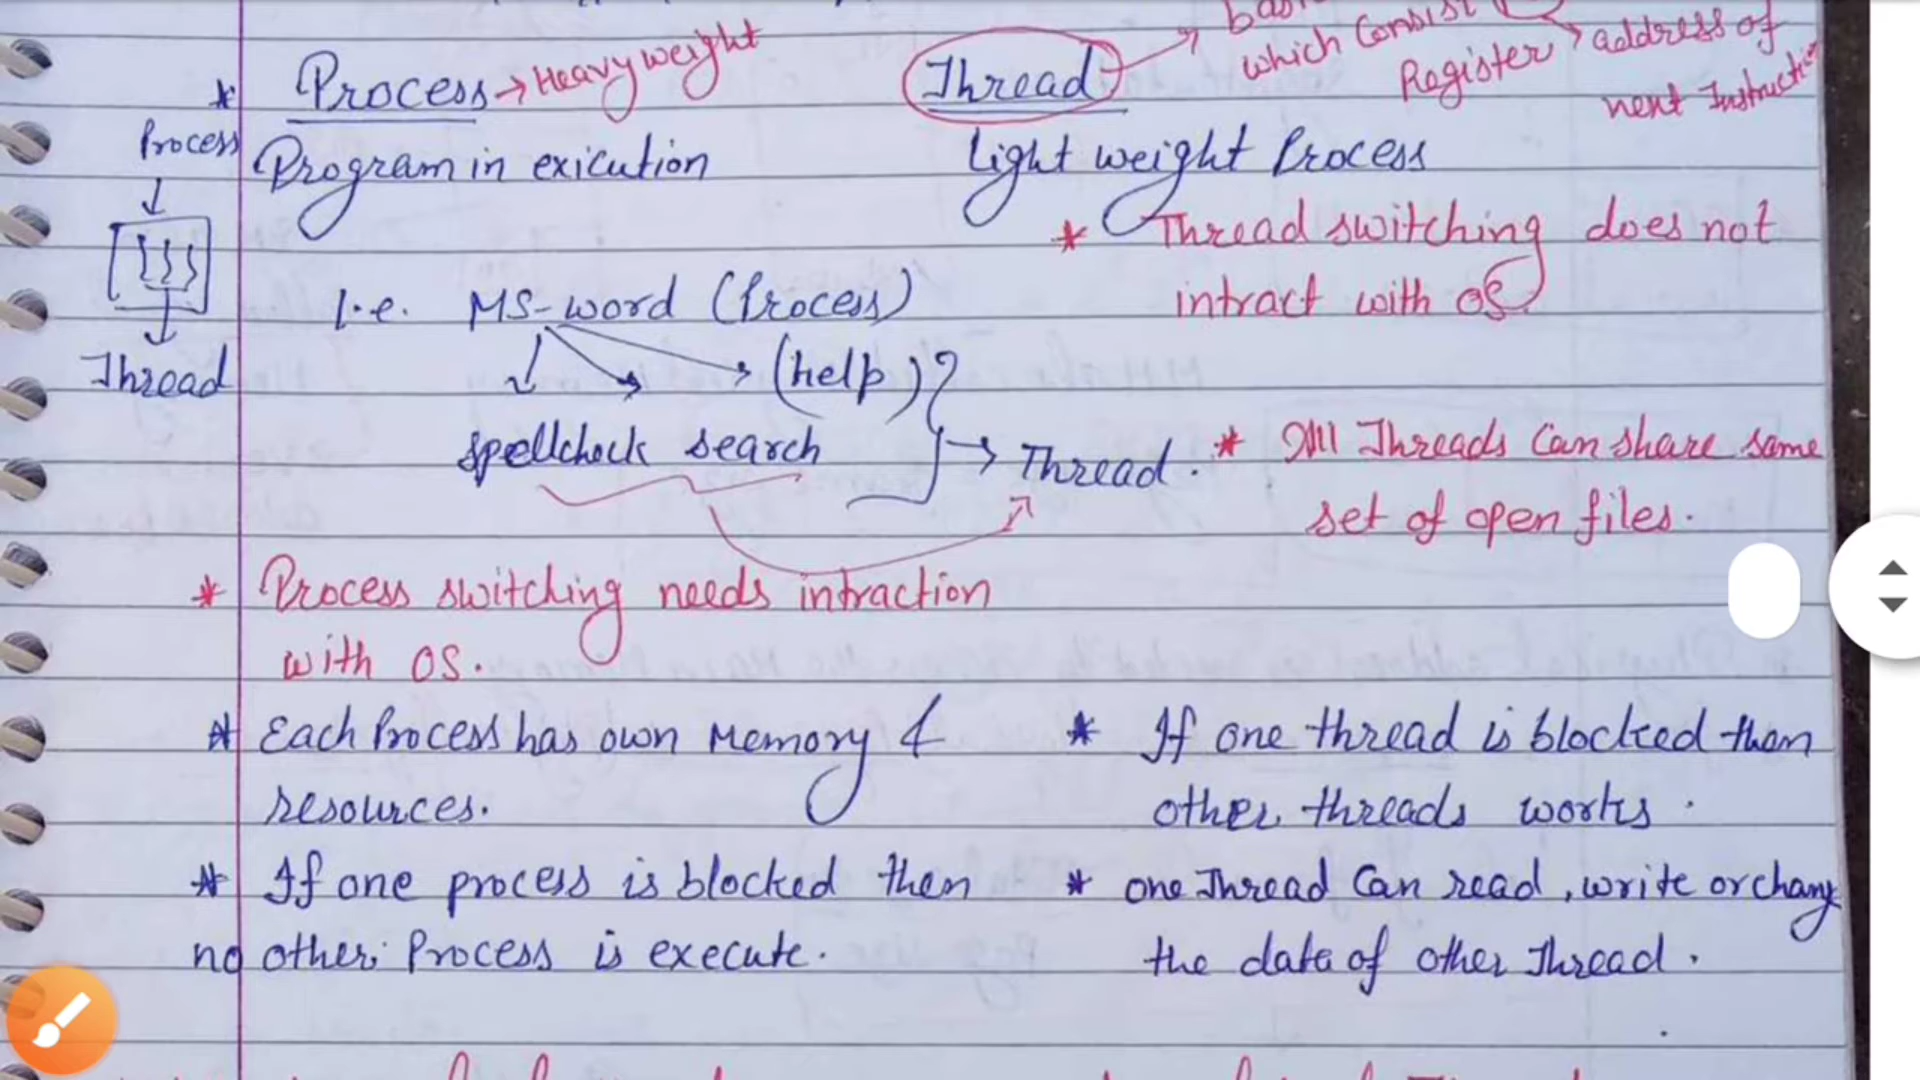 which consist
Register
address of
next Instruction
* Process → Heavy weight
Thread
Process
Program in exicution
Light weight Process
* Thread switching does not
intract with OS.
I.e. MS-word (Process)
Thread
(help)
spellcheck search
→ Thread.
* All Threads Can share same
set of open files.
* Process switching needs intraction
with OS.
* Each Process has own Memory &
resources.
* If one thread is blocked then
other threads works.
* If one process is blocked then
no other Process is execute.
* one Thread Can read, write or chang
the data of other Thread.